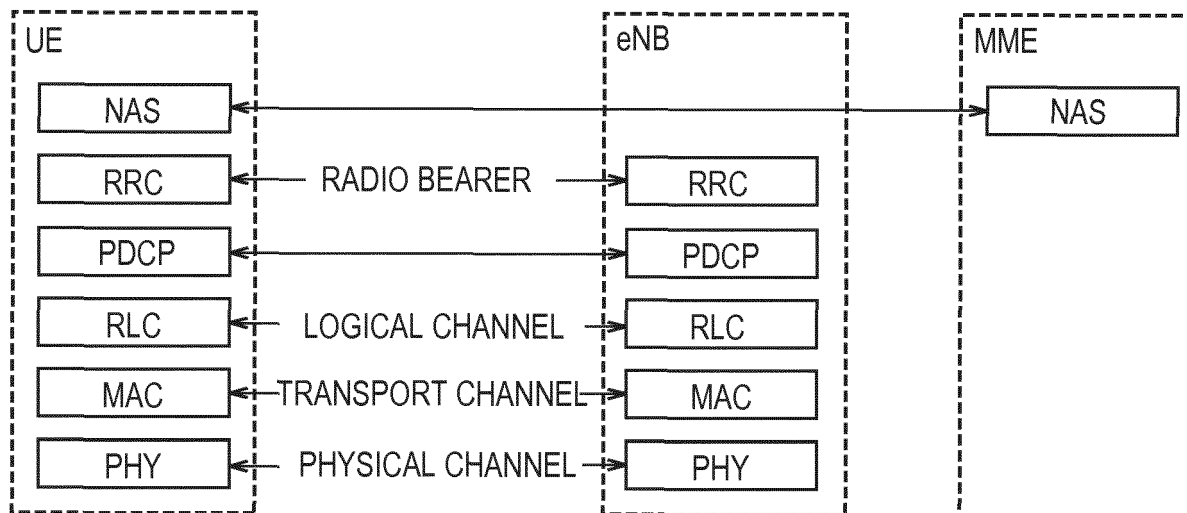 UE
eNB
MME
NAS
NAS
RRC
RADIO BEARER
RRC
PDCP
PDCP
RLC
LOGICAL CHANNEL
RLC
MAC
TRANSPORT CHANNEL
MAC
PHY
PHYSICAL CHANNEL
PHY